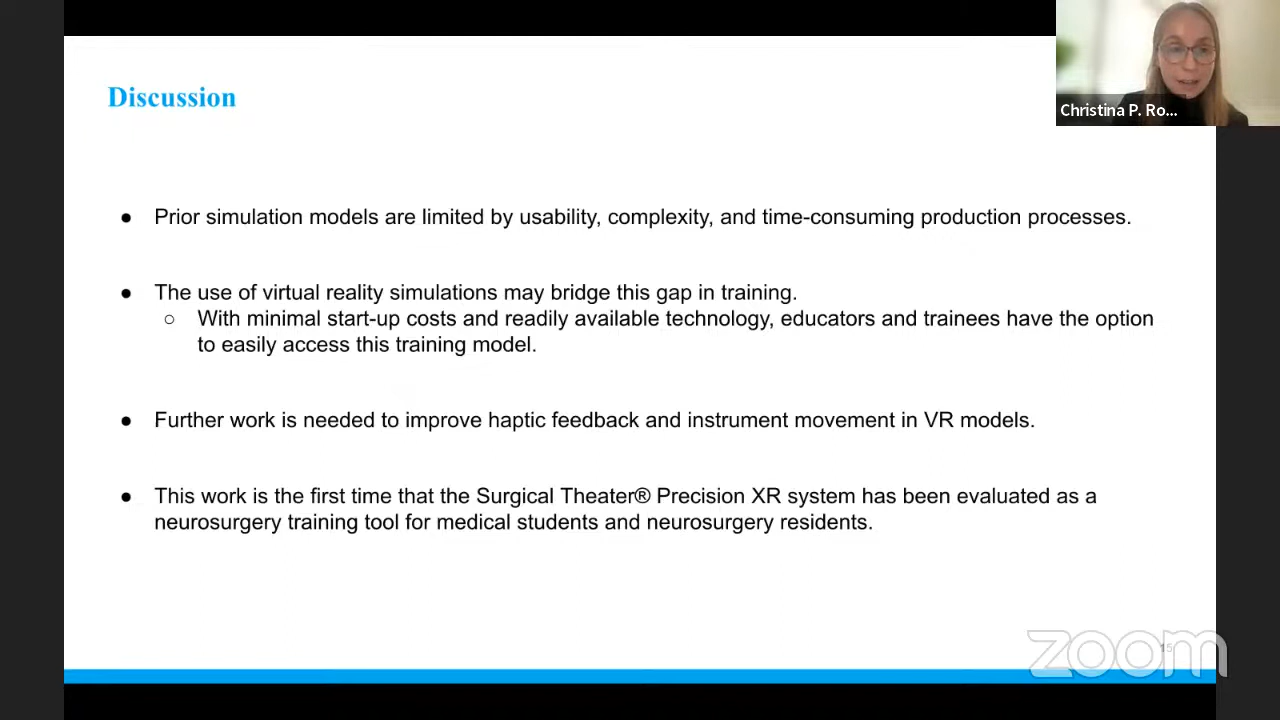 Discussion
Christina P. Ro...
● Prior simulation models are limited by usability, complexity, and time-consuming production processes.
● The use of virtual reality simulations may bridge this gap in training.
○ With minimal start-up costs and readily available technology, educators and trainees have the option
to easily access this training model.
● Further work is needed to improve haptic feedback and instrument movement in VR models.
● This work is the first time that the Surgical Theater® Precision XR system has been evaluated as a
neurosurgery training tool for medical students and neurosurgery residents.
15
zoom